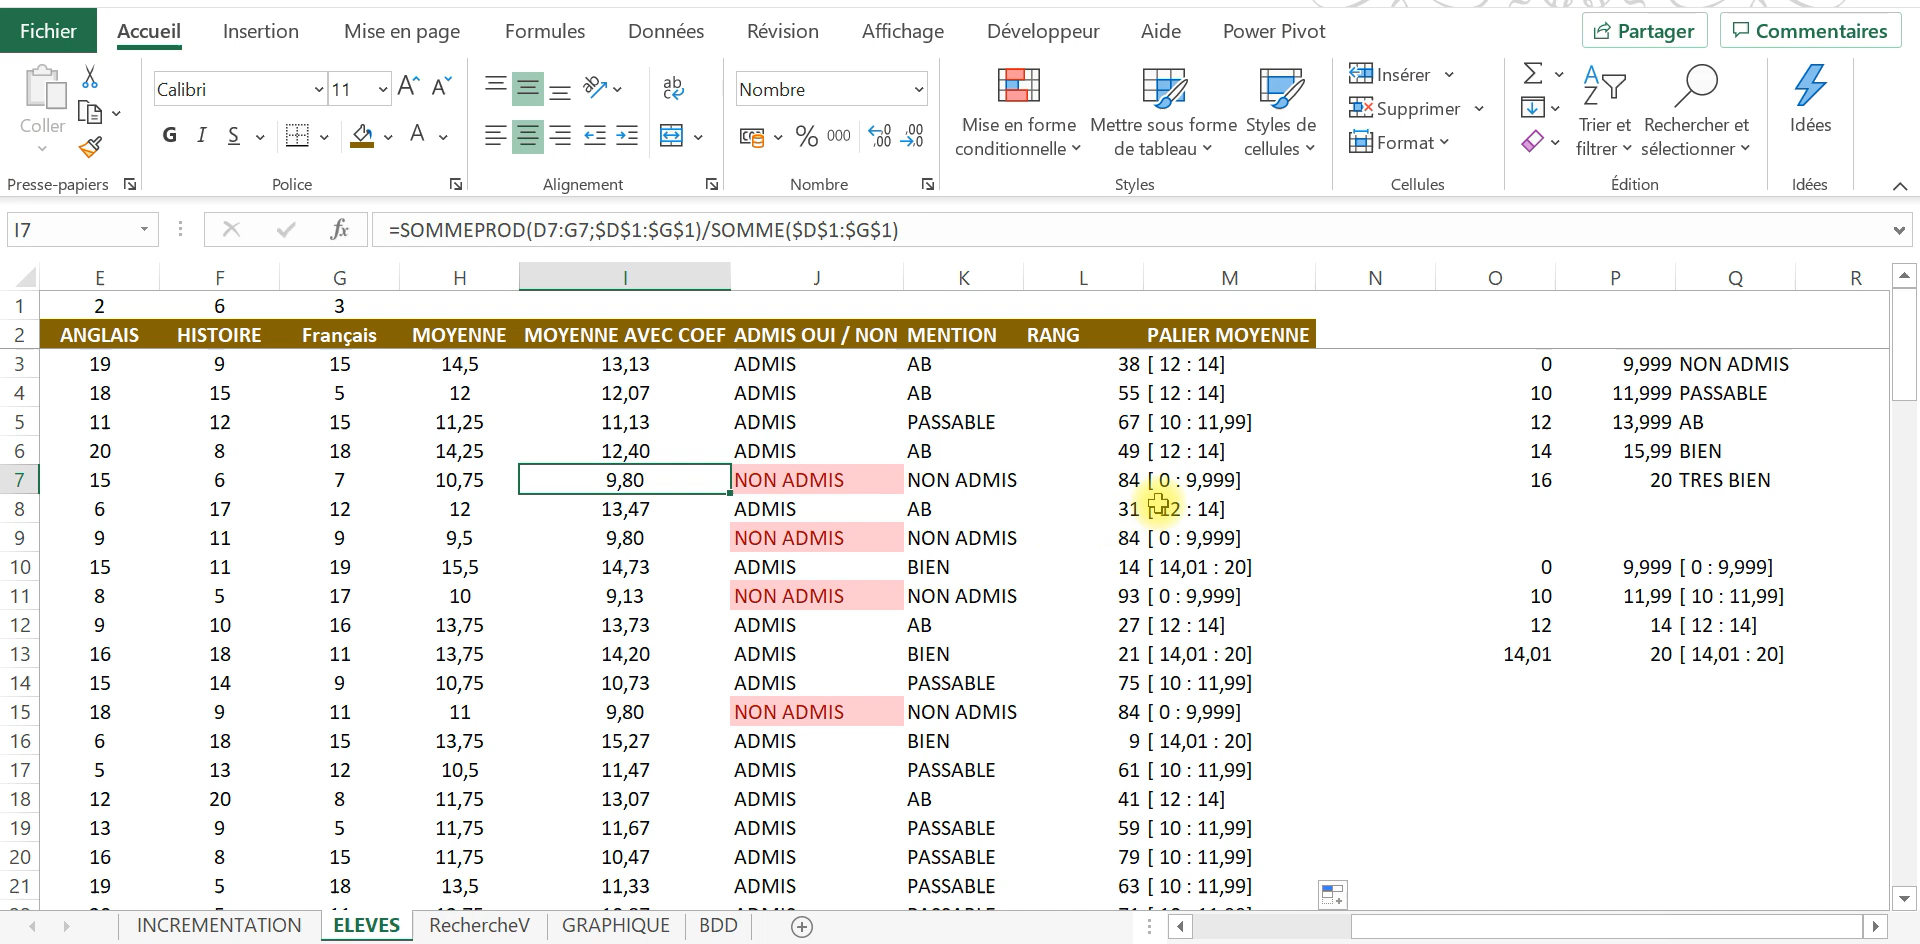 Fichier Accueil Insertion Mise en page Formules Données Révision Affichage Développeur Aide Power Pivot Partager Commentaires
Coller
Presse-papiers
Calibri 11
G I S A
Police
ab
Alignement
Nombre
% 000
Nombre
Mise en forme conditionnelle
Mettre sous forme de tableau
Styles de cellules
Styles
Insérer
Supprimer
Format
Cellules
Trier et filtrer
Rechercher et sélectionner
Édition
Idées
Idées
I7 fx =SOMMEPROD(D7:G7;$D$1:$G$1)/SOMME($D$1:$G$1)
E F G H I J K L M N O P Q R
1 2 6 3
2 ANGLAIS HISTOIRE Français MOYENNE MOYENNE AVEC COEF ADMIS OUI / NON MENTION RANG PALIER MOYENNE
3 19 9 15 14,5 13,13 ADMIS AB 38 [ 12 : 14] 0 9,999 NON ADMIS
4 18 15 5 12 12,07 ADMIS AB 55 [ 12 : 14] 10 11,999 PASSABLE
5 11 12 15 11,25 11,13 ADMIS PASSABLE 67 [ 10 : 11,99] 12 13,999 AB
6 20 8 18 14,25 12,40 ADMIS AB 49 [ 12 : 14] 14 15,99 BIEN
7 15 6 7 10,75 9,80 NON ADMIS NON ADMIS 84 [ 0 : 9,999] 16 20 TRES BIEN
8 6 17 12 12 13,47 ADMIS AB 31 [ 12 : 14]
9 9 11 9 9,5 9,80 NON ADMIS NON ADMIS 84 [ 0 : 9,999]
10 15 11 19 15,5 14,73 ADMIS BIEN 14 [ 14,01 : 20] 0 9,999 [ 0 : 9,999]
11 8 5 17 10 9,13 NON ADMIS NON ADMIS 93 [ 0 : 9,999] 10 11,99 [ 10 : 11,99]
12 9 10 16 13,75 13,73 ADMIS AB 27 [ 12 : 14] 12 14 [ 12 : 14]
13 16 18 11 13,75 14,20 ADMIS BIEN 21 [ 14,01 : 20] 14,01 20 [ 14,01 : 20]
14 15 14 9 10,75 10,73 ADMIS PASSABLE 75 [ 10 : 11,99]
15 18 9 11 11 9,80 NON ADMIS NON ADMIS 84 [ 0 : 9,999]
16 6 18 15 13,75 15,27 ADMIS BIEN 9 [ 14,01 : 20]
17 5 13 12 10,5 11,47 ADMIS PASSABLE 61 [ 10 : 11,99]
18 12 20 8 11,75 13,07 ADMIS AB 41 [ 12 : 14]
19 13 9 5 11,75 11,67 ADMIS PASSABLE 59 [ 10 : 11,99]
20 16 8 15 11,75 10,47 ADMIS PASSABLE 79 [ 10 : 11,99]
21 19 5 18 13,5 11,33 ADMIS PASSABLE 63 [ 10 : 11,99]
INCREMENTATION ELEVES RechercheV GRAPHIQUE BDD